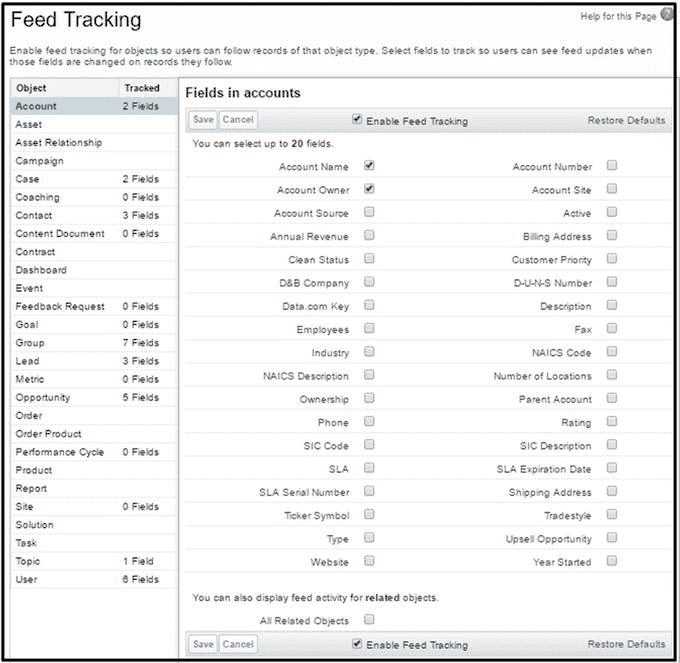 Feed Tracking
Help for this Page ?
Enable feed tracking for objects so users can follow records of that object type. Select fields to track so users can see feed updates when
those fields are changed on records they follow.
Object Tracked
Account 2 Fields
Asset
Asset Relationship
Campaign
Case 2 Fields
Coaching 0 Fields
Contact 3 Fields
Content Document 0 Fields
Contract
Dashboard
Event
Feedback Request 0 Fields
Goal 0 Fields
Group 7 Fields
Lead 3 Fields
Metric 0 Fields
Opportunity 5 Fields
Order
Order Product
Performance Cycle 0 Fields
Product
Report
Site 0 Fields
Solution
Task
Topic 1 Field
User 6 Fields
Fields in accounts
Save Cancel Enable Feed Tracking Restore Defaults
You can select up to 20 fields.
Account Name Account Number
Account Owner Account Site
Account Source Active
Annual Revenue Billing Address
Clean Status Customer Priority
D&B Company D-U-N-S Number
Data.com Key Description
Employees Fax
Industry NAICS Code
NAICS Description Number of Locations
Ownership Parent Account
Phone Rating
SIC Code SIC Description
SLA SLA Expiration Date
SLA Serial Number Shipping Address
Ticker Symbol Tradestyle
Type Upsell Opportunity
Website Year Started
You can also display feed activity for related objects.
All Related Objects
Save Cancel Enable Feed Tracking Restore Defaults